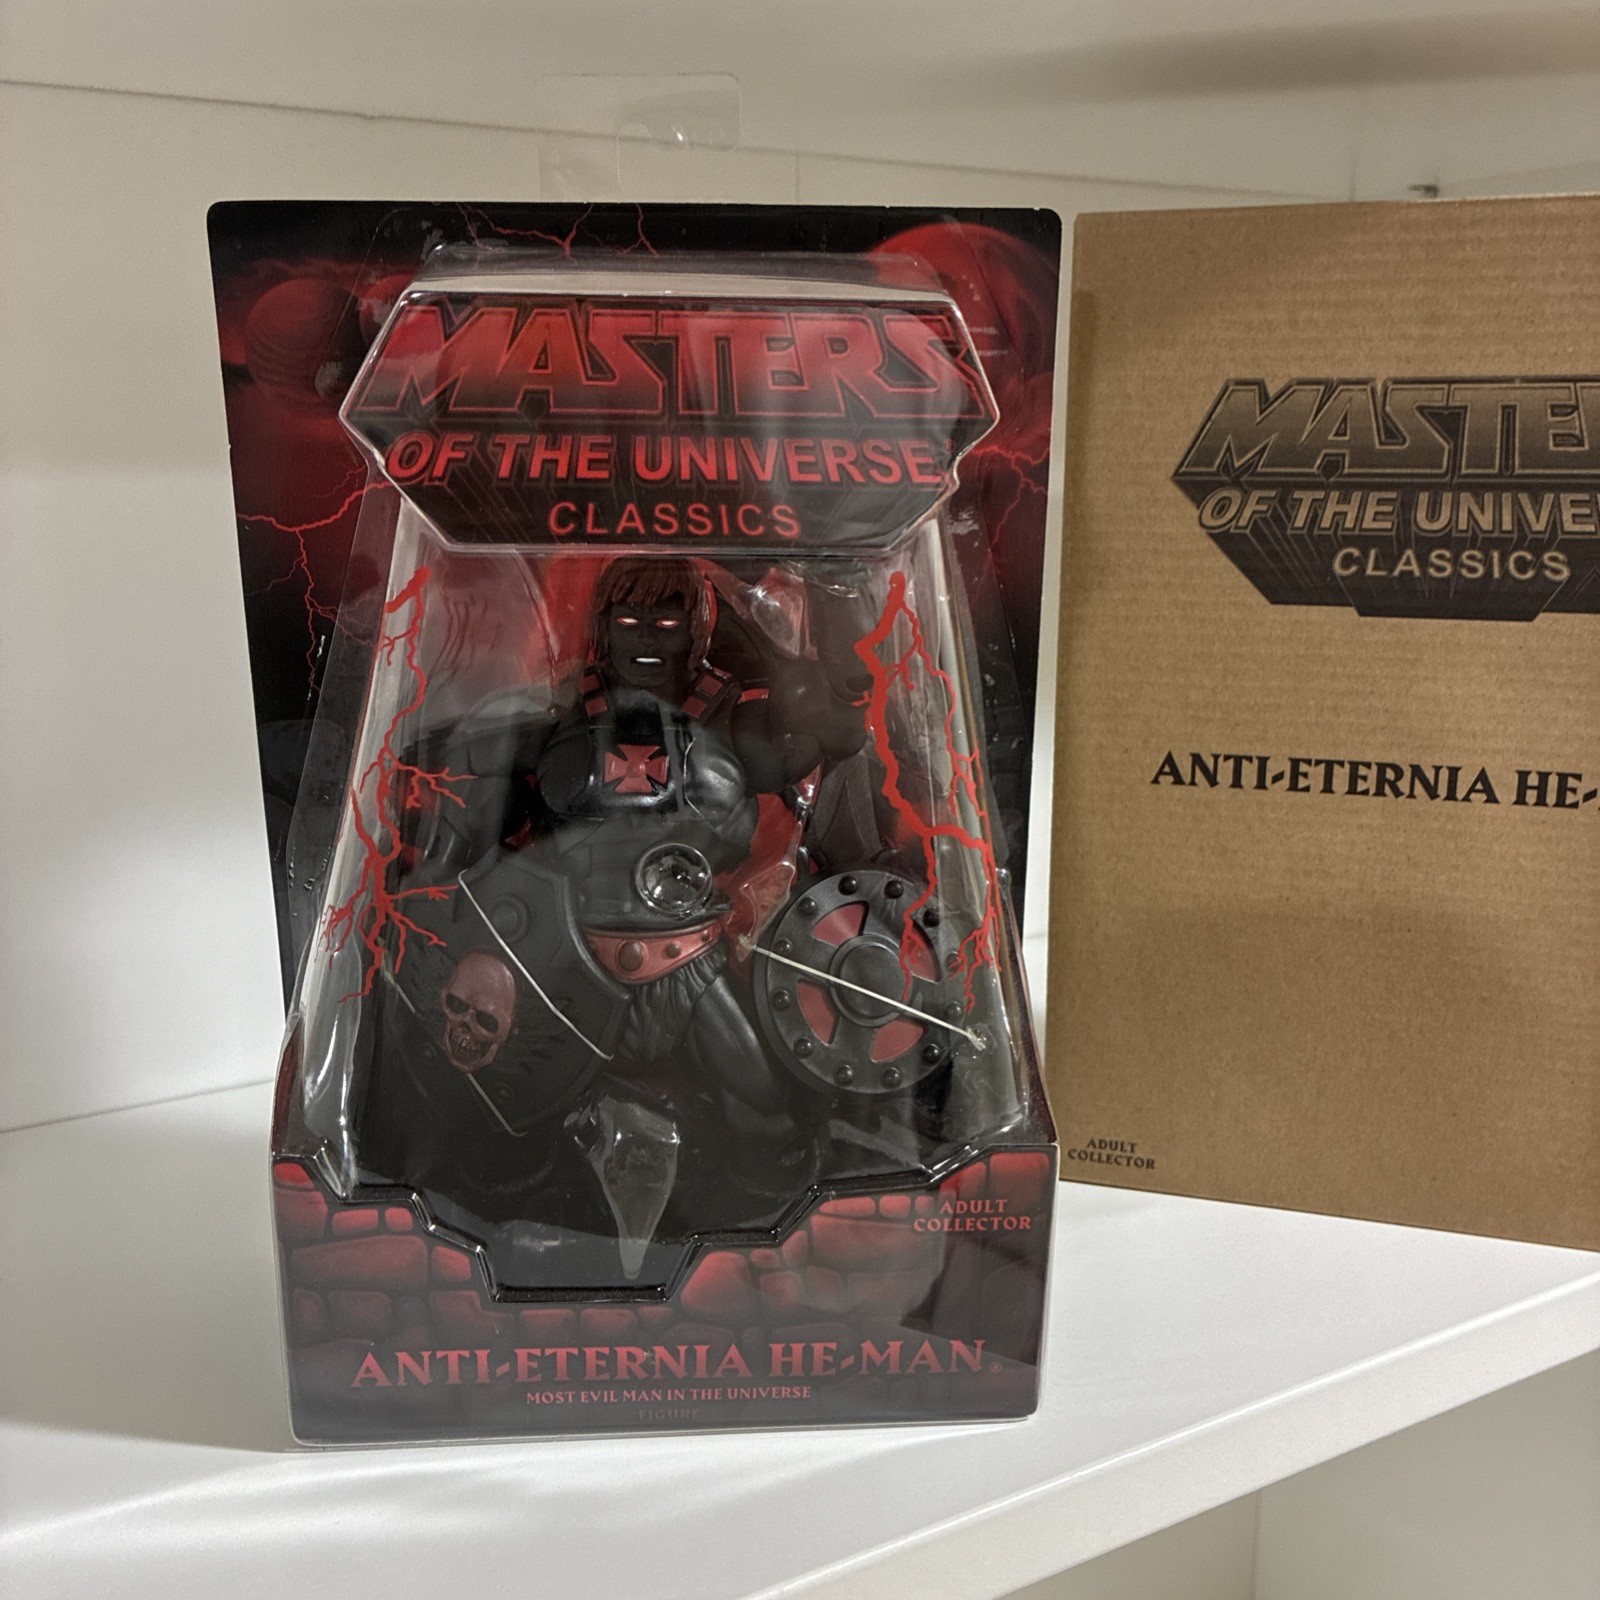 MASTERS
OF THE UNIVERSE®
CLASSICS
ADULT
COLLECTOR
ANTI-ETERNIA HE-MAN®
MOST EVIL MAN IN THE UNIVERSE
FIGURE
MASTE
OF THE UNIVE
CLASSICS
ANTI-ETERNIA HE-
ADULT
COLLECTOR